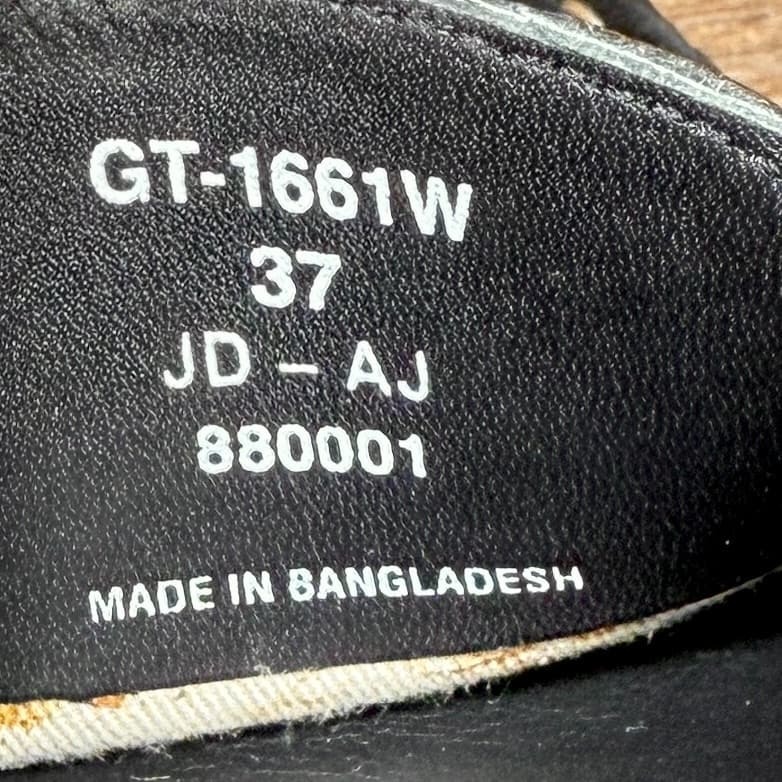 GT-1661W
37
JD – AJ
880001
MADE IN BANGLADESH